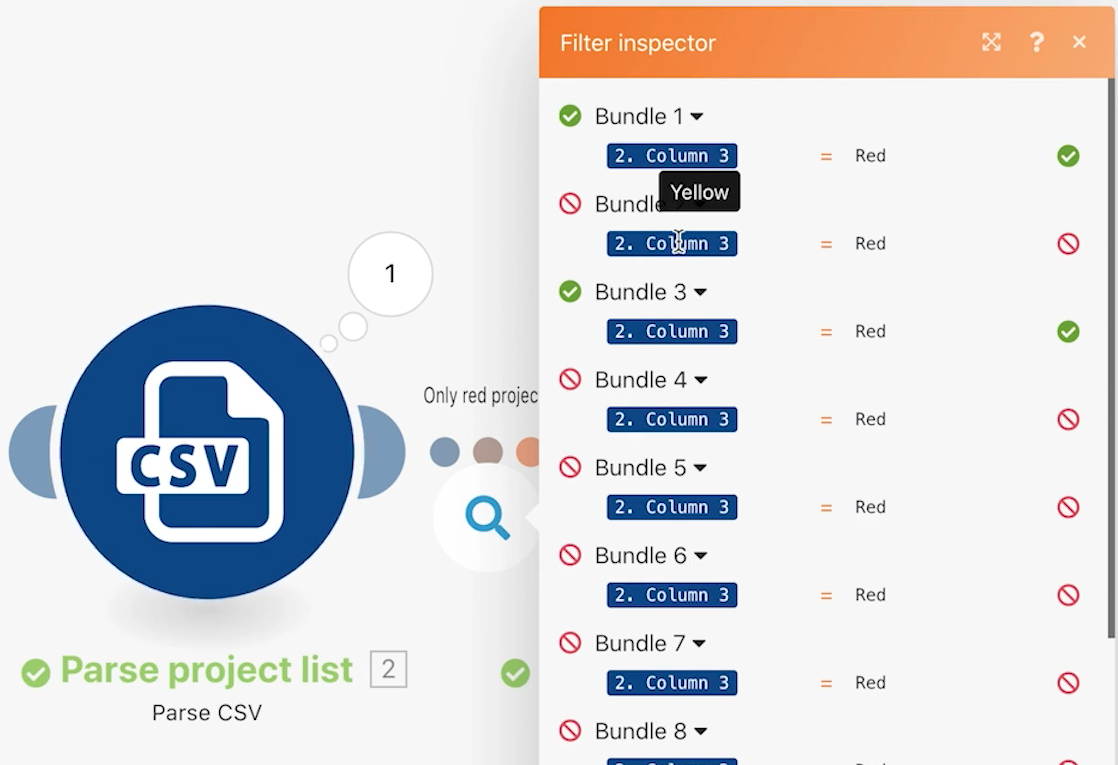 Filter inspector ? ×
Bundle 1
2. Column 3 = Red
Yellow
Bundle
2. Column 3 = Red
Bundle 3
2. Column 3 = Red
Bundle 4
2. Column 3 = Red
Bundle 5
2. Column 3 = Red
Bundle 6
2. Column 3 = Red
Bundle 7
2. Column 3 = Red
Bundle 8
1
Only red projec
CSV
Parse project list 2
Parse CSV